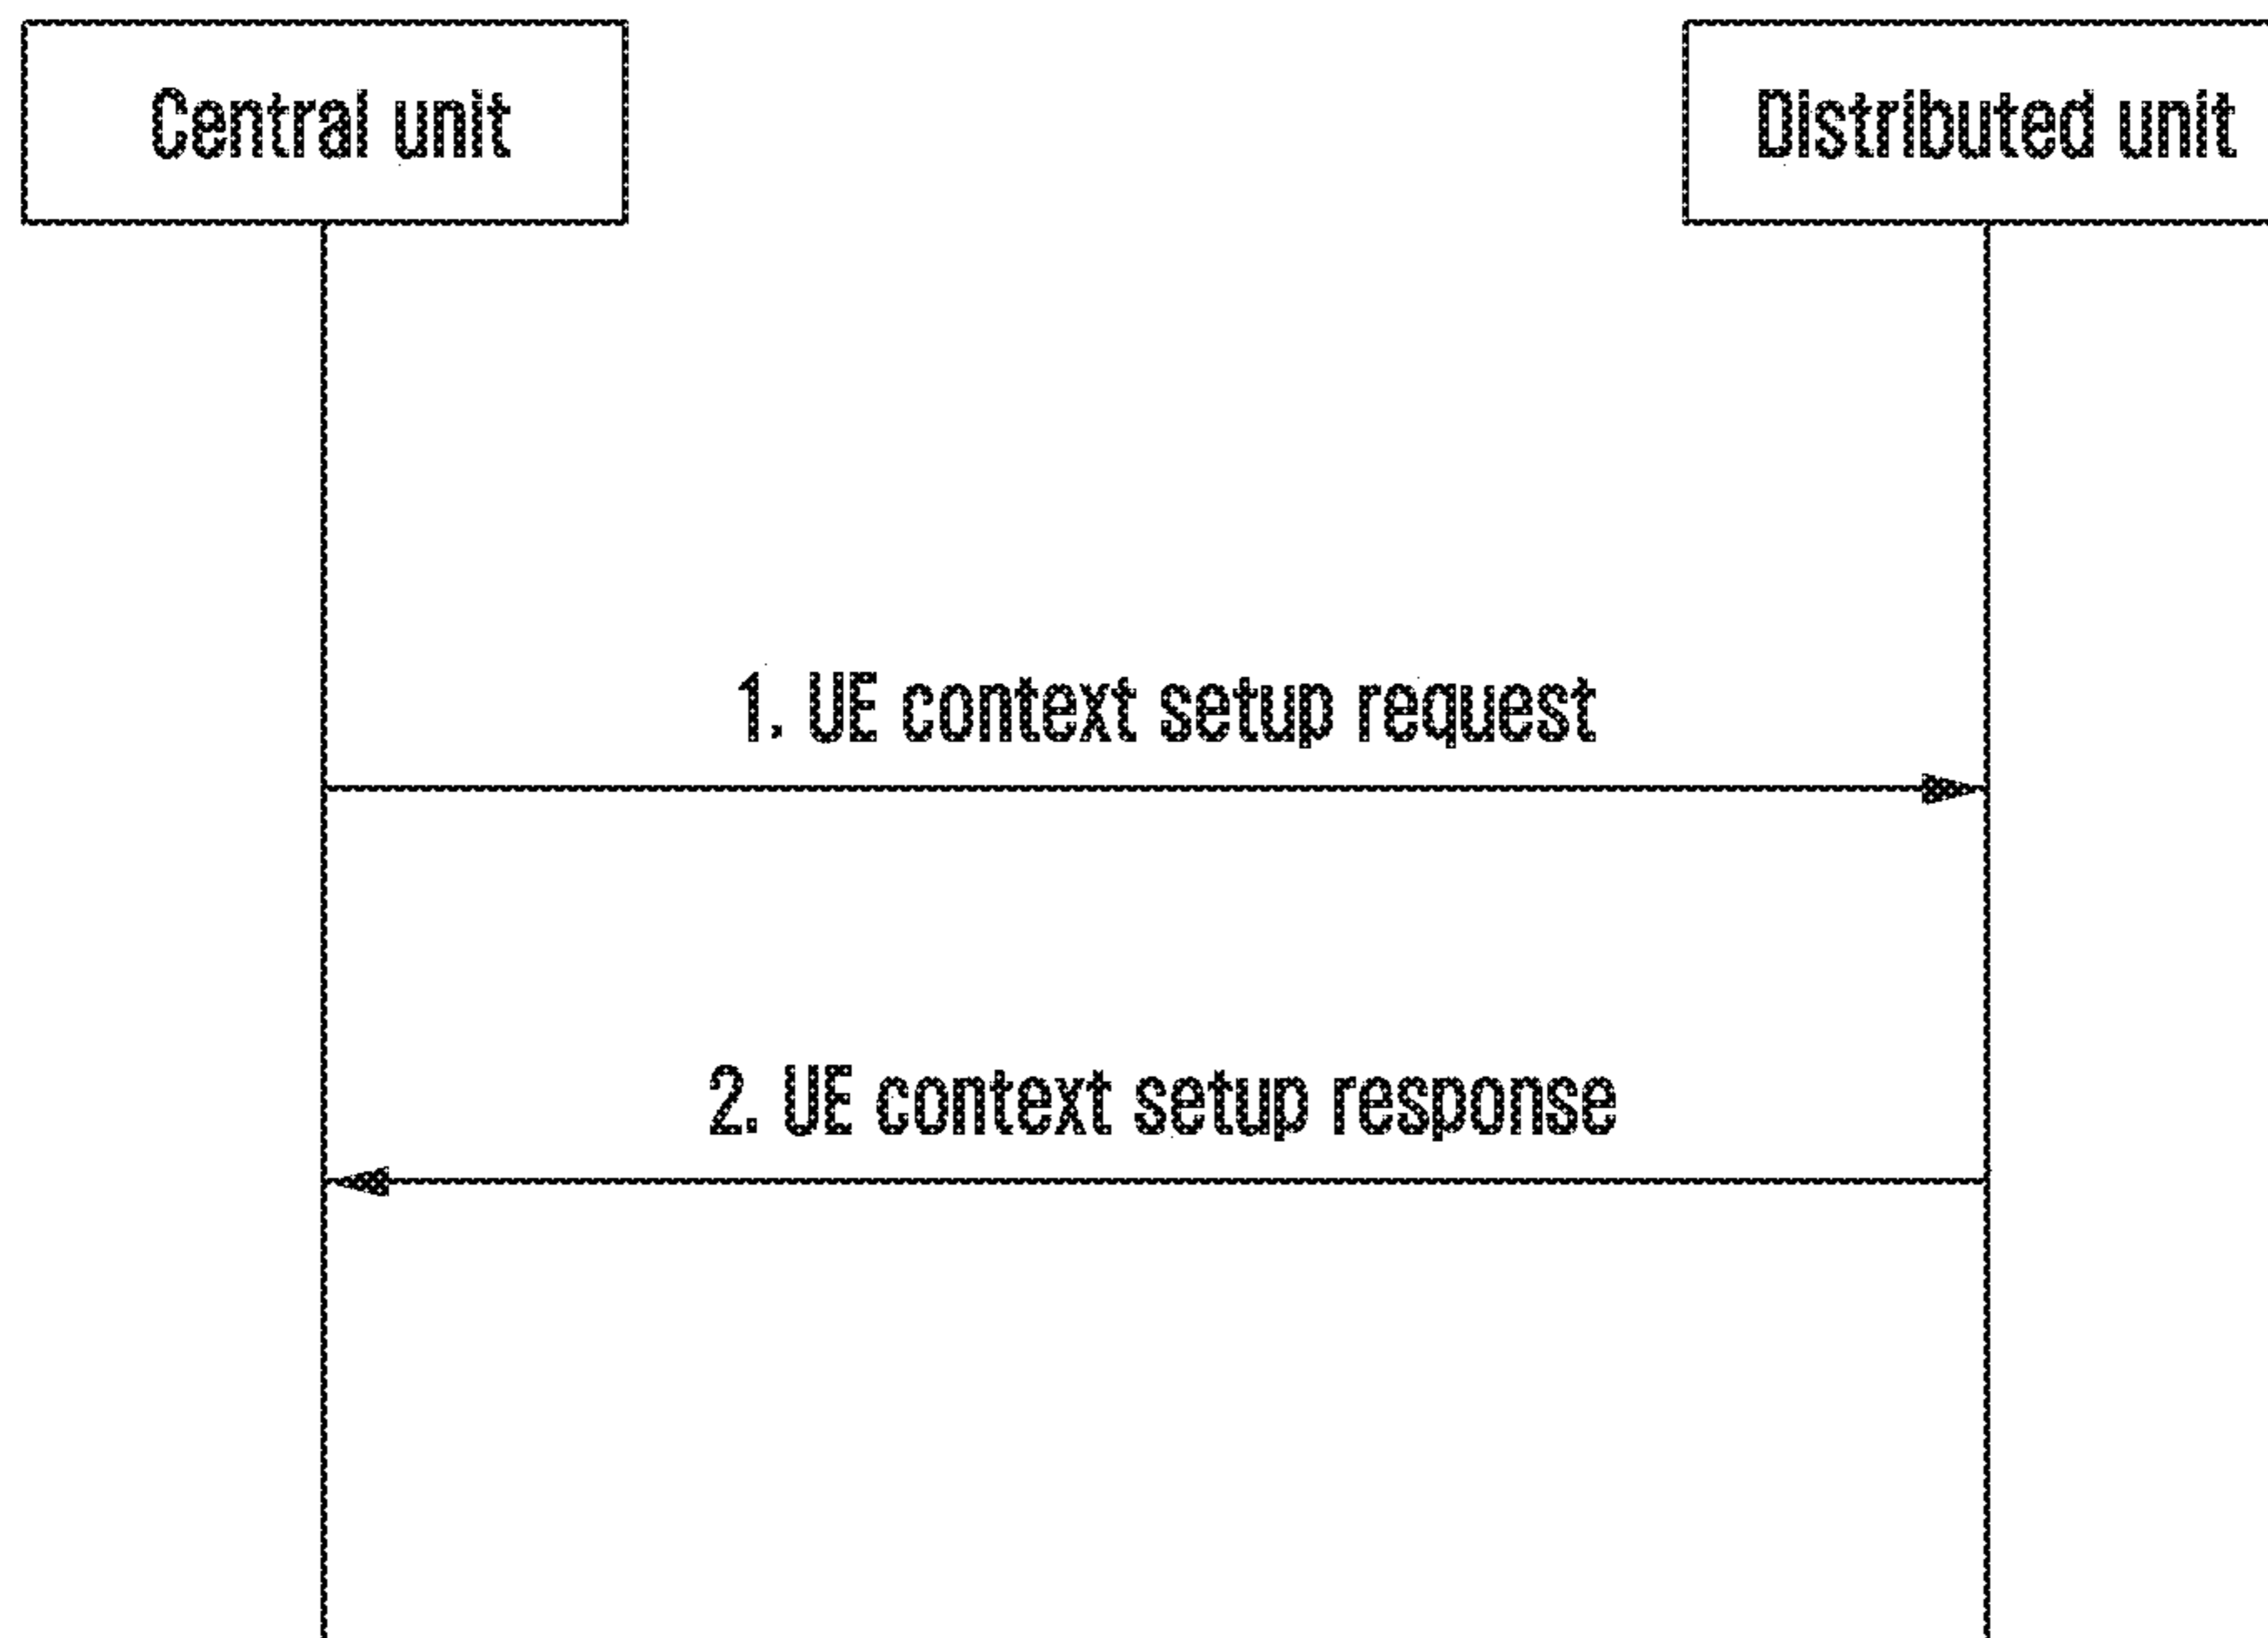 Central unit
Distributed unit
1. UE context setup request
2. UE context setup response